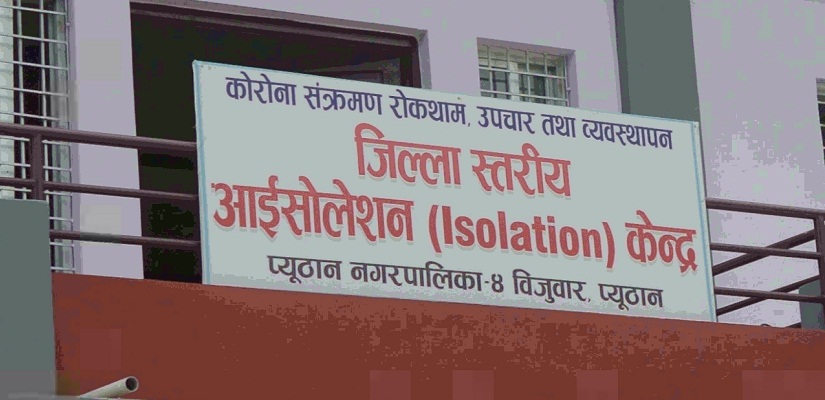 कोरोना संक्रमण रोकथाम, उपचार तथा व्यवस्थापन
जिल्ला स्तरीय
आईसोलेशन (Isolation) केन्द्र
प्यूठान नगरपालिका-४ विजुवार, प्यूठान